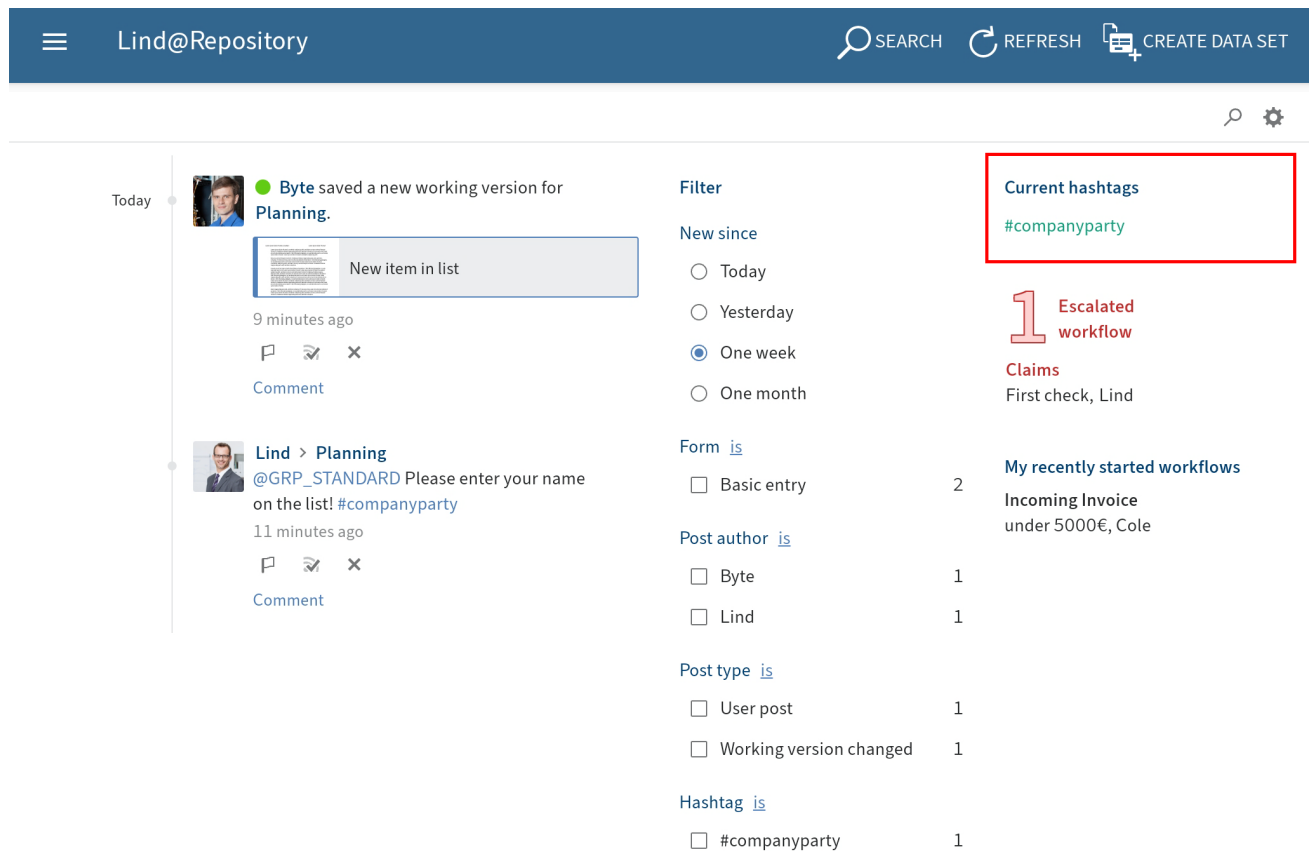 Lind@Repository
SEARCH
REFRESH
CREATE DATA SET
Today
Byte saved a new working version for
Planning.
New item in list
9 minutes ago
Comment
Lind > Planning
@GRP_STANDARD Please enter your name
on the list! #companyparty
11 minutes ago
Comment
Filter
New since
Today
Yesterday
One week
One month
Form is
Basic entry 2
Post author is
Byte 1
Lind 1
Post type is
User post 1
Working version changed 1
Hashtag is
#companyparty 1
Current hashtags
#companyparty
1 Escalated
workflow
Claims
First check, Lind
My recently started workflows
Incoming Invoice
under 5000€, Cole